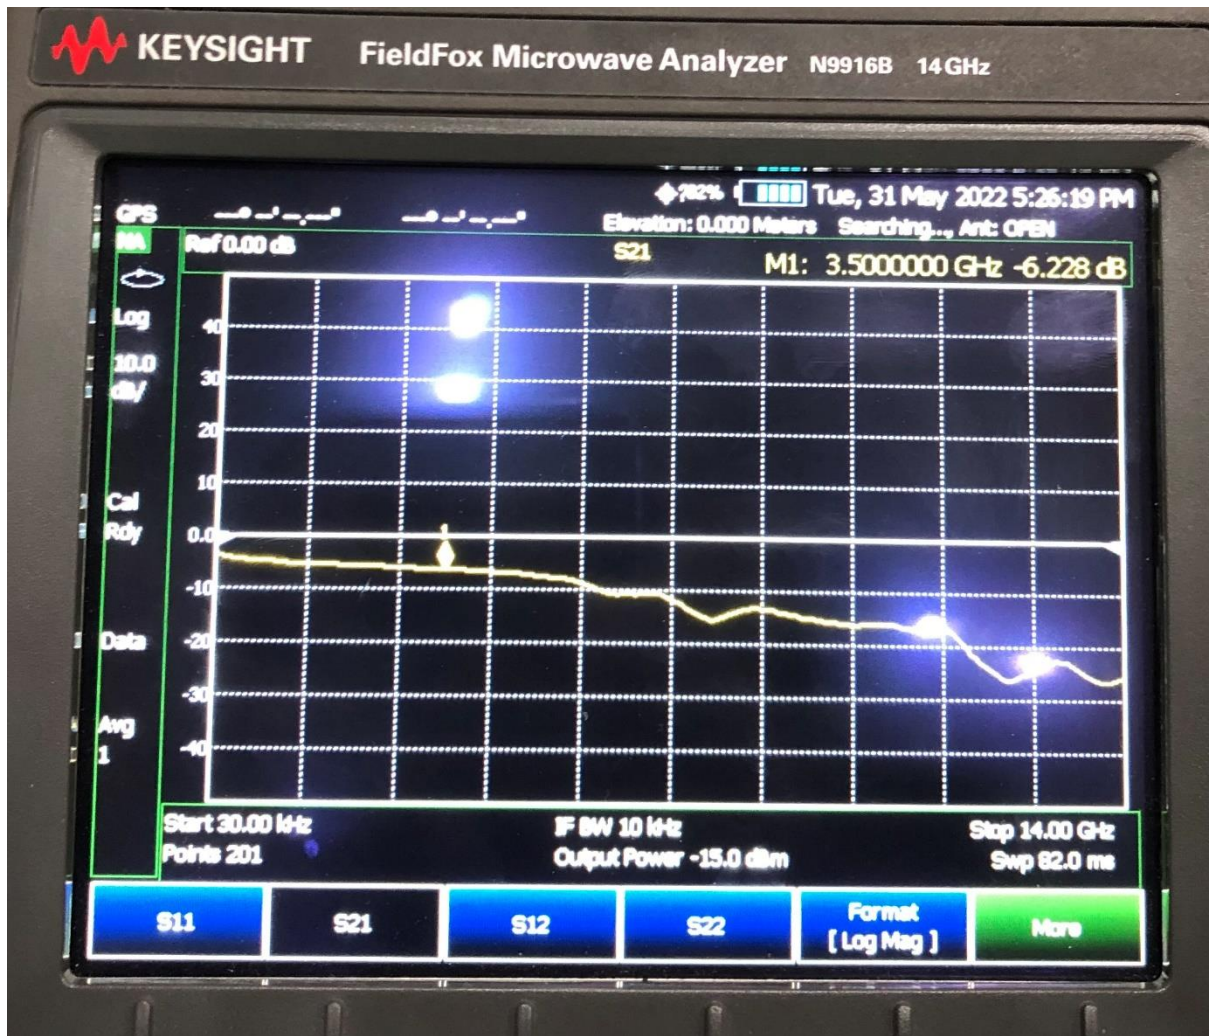 KEYSIGHT FieldFox Microwave Analyzer N9916B 14 GHz
Tue, 31 May 2022 5:26:19 PM
GPS Elevation: 0.000 Meters Searching..., Ant: OPEN
NA Ref 0.00 dB S21
M1: 3.5000000 GHz -6.228 dB
Log
10.0
dB/
Cal
Rdy
Data
Avg
1
40
30
20
10
0.0
-10
-20
-30
-40
1
Start 30.00 kHz IF BW 10 kHz Stop 14.00 GHz
Points 201 Output Power -15.0 dBm Swp 82.0 ms
S11 S21 S12 S22 Format More
[ Log Mag ]